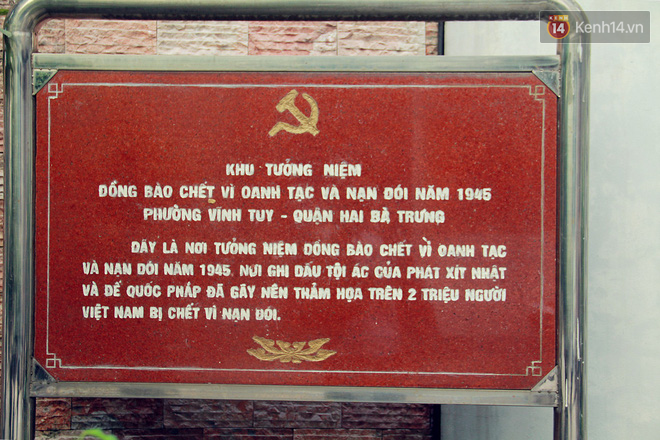 14 Kenh14.vn
KHU TƯỞNG NIỆM
ĐỒNG BÀO CHẾT VÌ OANH TẠC VÀ NẠN ĐÓI NĂM 1945
PHƯỜNG VĨNH TUY - QUẬN HAI BÀ TRƯNG
ĐÂY LÀ NƠI TƯỞNG NIỆM ĐỒNG BÀO CHẾT VÌ OANH TẠC
VÀ NẠN ĐÓI NĂM 1945, NƠI GHI DẤU TỘI ÁC CỦA PHÁT XÍT NHẬT
VÀ ĐẾ QUỐC PHÁP ĐÃ GÂY NÊN THẢM HỌA TRÊN 2 TRIỆU NGƯỜI
VIỆT NAM BỊ CHẾT VÌ NẠN ĐÓI.